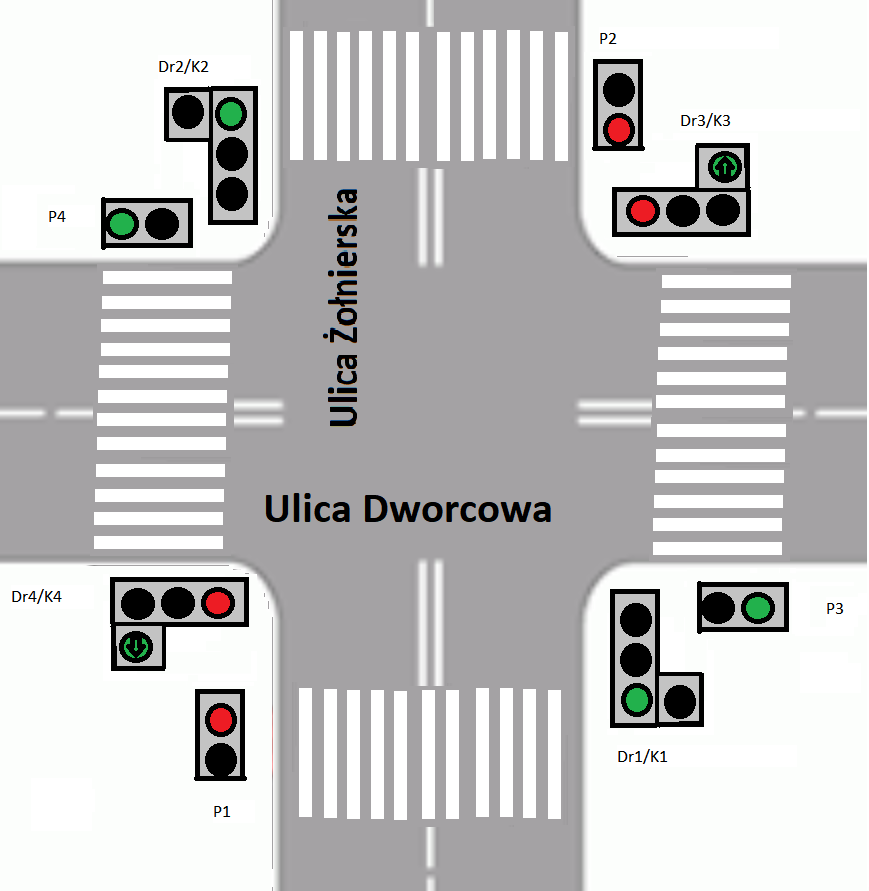 P2
Dr2/K2
Dr3/K3
P4
Ulica Żołnierska
Ulica Dworcowa
Dr4/K4
P3
Dr1/K1
P1